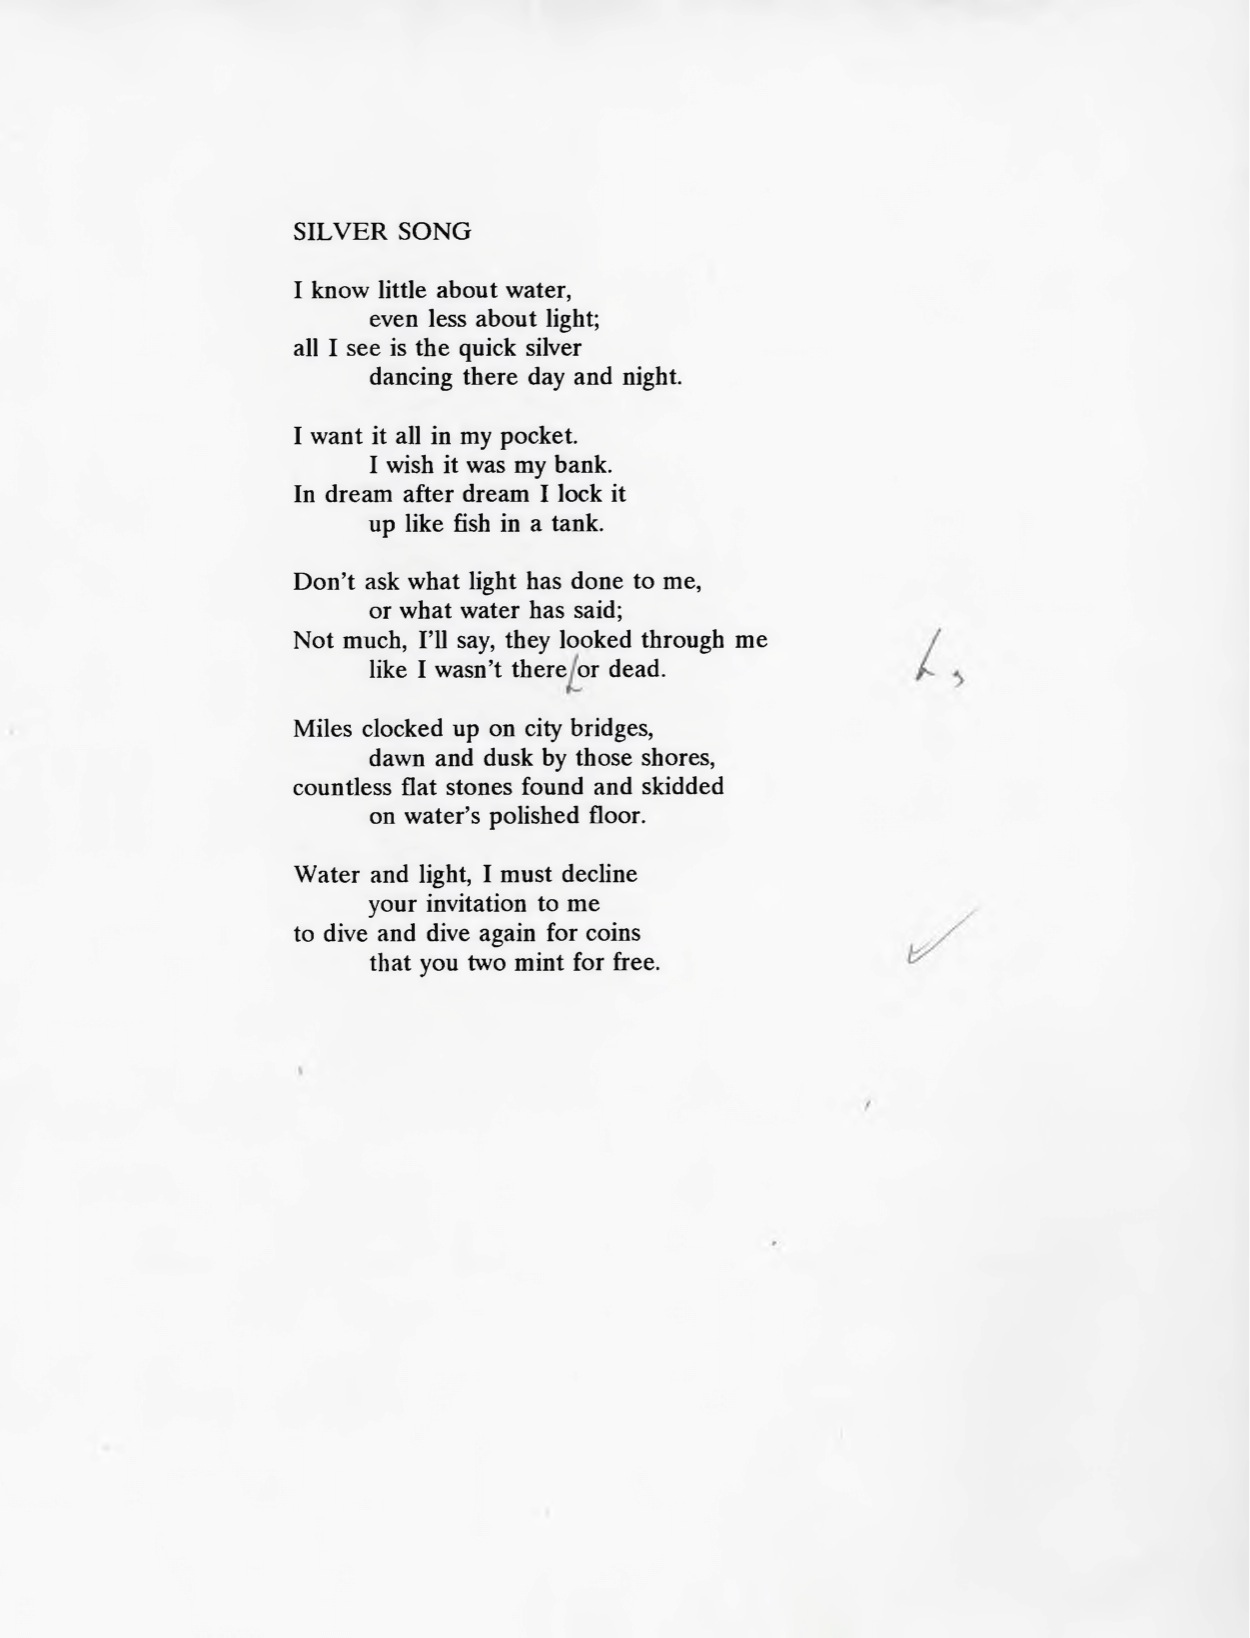 SILVER SONG
I know little about water,
even less about light;
all I see is the quick silver
dancing there day and night.
I want it all in my pocket.
I wish it was my bank.
In dream after dream I lock it
up like fish in a tank.
Don't ask what light has done to me,
or what water has said;
Not much, I'll say, they looked through me
like I wasn't there or dead.
Miles clocked up on city bridges,
dawn and dusk by those shores,
countless flat stones found and skidded
on water's polished floor.
Water and light, I must decline
your invitation to me
to dive and dive again for coins
that you two mint for free.